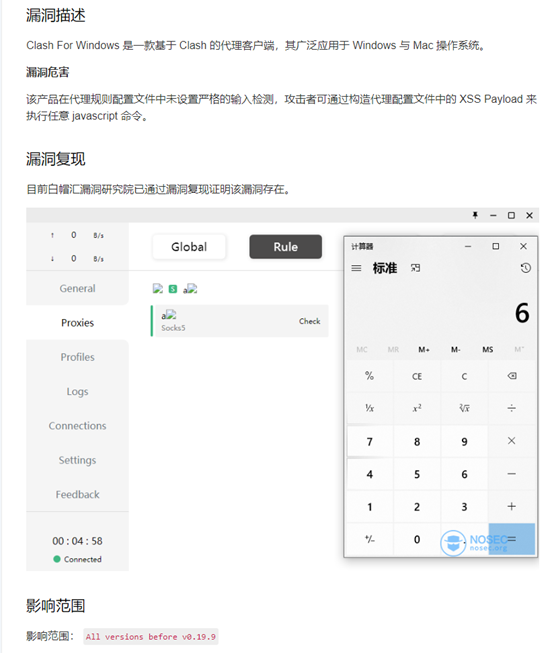 漏洞描述
Clash For Windows 是一款基于 Clash 的代理客户端，其广泛应用于 Windows 与 Mac 操作系统。
漏洞危害
该产品在代理规则配置文件中未设置严格的输入检测，攻击者可通过构造代理配置文件中的 XSS Payload 来
执行任意 javascript 命令。
漏洞复现
目前白帽汇漏洞研究院已通过漏洞复现证明该漏洞存在。
↑ 0 B/s
↓ 0 B/s
General
Proxies
Profiles
Logs
Connections
Settings
Feedback
00 : 04 : 58
Connected
Global Rule
5 a
a
Socks5
Check
计算器
标准
6
MC MR M+ M- MS M˅
% CE C ⌫
¹/x x² ²√x ÷
7 8 9 ×
4 5 6 −
1 2 3 +
+/− 0 . =
NOSEC
nosec.org
影响范围
影响范围： All versions before v0.19.9